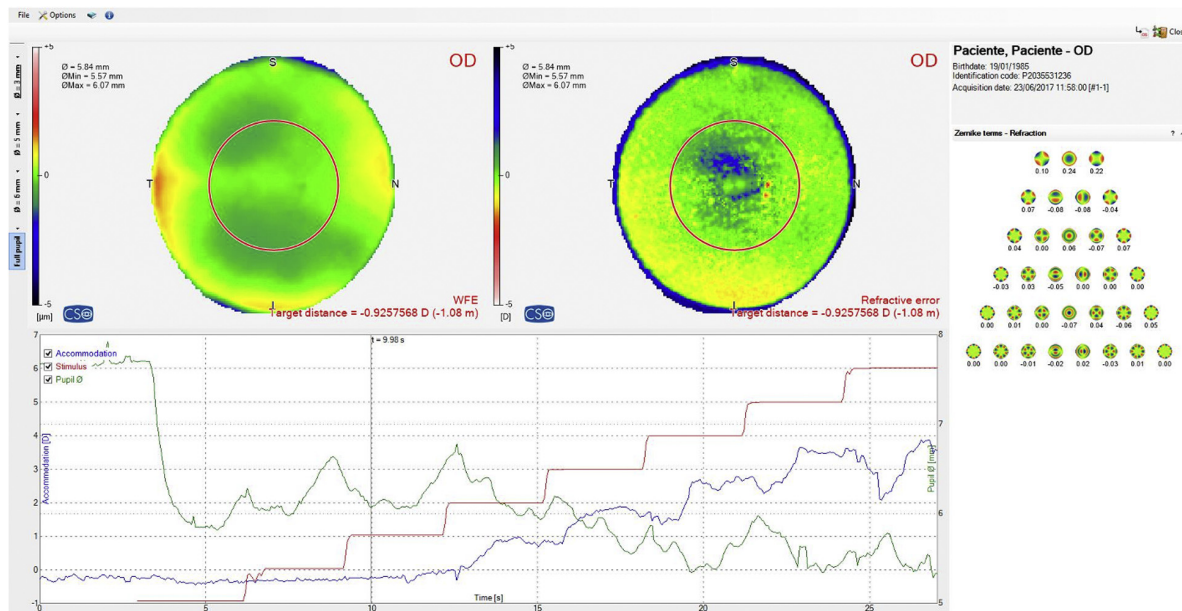 File Options
Clos
+5
Ø = 5.84 mm
ØMin = 5.57 mm
ØMax = 6.07 mm
OD
S
T
N
I
0
-5
[µm]
CSO
WFE
Target distance = -0.9257568 D (-1.08 m)
+5
Ø = 5.84 mm
ØMin = 5.57 mm
ØMax = 6.07 mm
OD
S
T
N
I
0
-5
[D]
CSO
Refractive error
Target distance = -0.9257568 D (-1.08 m)
Ø = 3 mm
Ø = 5 mm
Ø = 6 mm
Full pupil
Paciente, Paciente - OD
Birthdate: 19/01/1985
Identification code: P2035531236
Acquisition date: 23/06/2017 11:58:00 [#1-1]
Zernike terms - Refraction ?
0.10 0.24 0.22
0.07 -0.08 -0.08 -0.04
0.04 0.00 0.06 -0.07 0.07
-0.03 0.03 -0.05 0.00 0.00 0.00
0.00 0.01 0.00 -0.07 0.04 -0.06 0.05
0.00 0.00 -0.01 -0.02 0.02 -0.03 0.01 0.00
t = 9.98 s
Accommodation
Stimulus
Pupil Ø
7
6
5
4
3
2
1
0
-1
Accommodation [D]
8
7
6
5
Pupil Ø [mm]
0 5 10 15 20 25
Time [s]